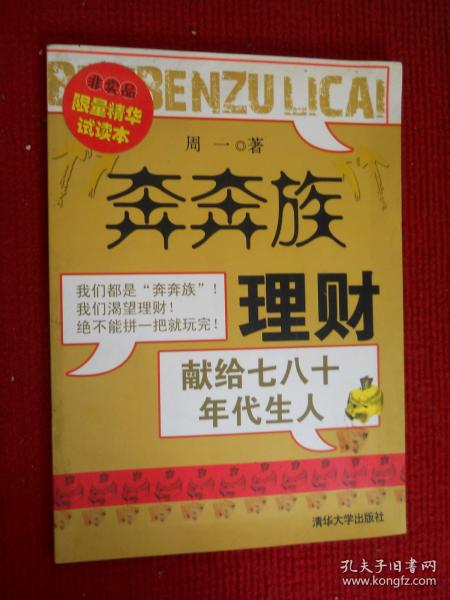 BENBENZU LICAI
非卖品
限量精华
试读本
周一◎著
奔奔族
理财
我们都是“奔奔族”！
我们渴望理财！
绝不能拼一把就玩完！
献给七八十
年代生人
清华大学出版社
孔夫子旧书网
www.kongfz.com